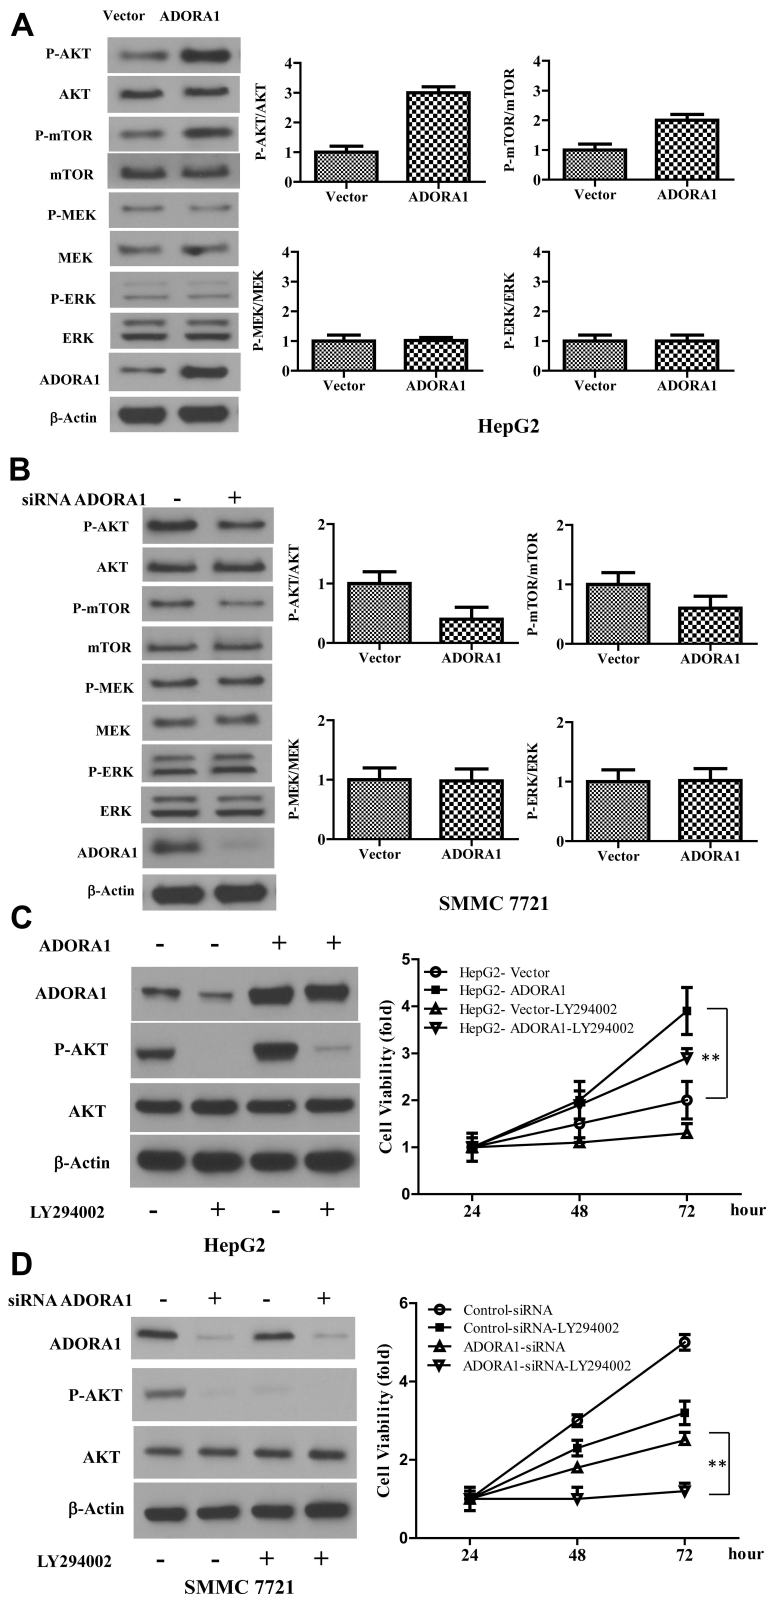 A
Vector ADORA1
P-AKT
AKT
P-mTOR
mTOR
P-MEK
MEK
P-ERK
ERK
ADORA1
β-Actin
P-AKT/AKT
4
3
2
1
0
Vector ADORA1
P-mTOR/mTOR
4
3
2
1
0
Vector ADORA1
P-MEK/MEK
4
3
2
1
0
Vector ADORA1
P-ERK/ERK
4
3
2
1
0
Vector ADORA1
HepG2
B
siRNA ADORA1 - +
P-AKT
AKT
P-mTOR
mTOR
P-MEK
MEK
P-ERK
ERK
ADORA1
β-Actin
P-AKT/AKT
2
1
0
Vector ADORA1
P-mTOR/mTOR
2
1
0
Vector ADORA1
P-MEK/MEK
2
1
0
Vector ADORA1
P-ERK/ERK
2
1
0
Vector ADORA1
SMMC 7721
C
ADORA1 - - + +
ADORA1
P-AKT
AKT
β-Actin
LY294002 - + - +
HepG2
Cell Viability (fold)
5
4
3
2
1
0
HepG2- Vector
HepG2- ADORA1
HepG2- Vector-LY294002
HepG2- ADORA1-LY294002
**
24 48 72 hour
D
siRNA ADORA1 - + - +
ADORA1
P-AKT
AKT
β-Actin
LY294002 - - + +
SMMC 7721
Cell Viability (fold)
6
4
2
0
Control-siRNA
Control-siRNA-LY294002
ADORA1-siRNA
ADORA1-siRNA-LY294002
**
24 48 72 hour